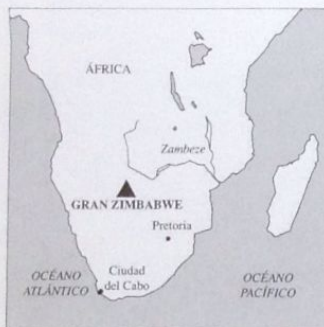 ÁFRICA
Zambeze
GRAN ZIMBABWE
Pretoria
Ciudad
del Cabo
OCÉANO
ATLÁNTICO
OCÉANO
PACÍFICO